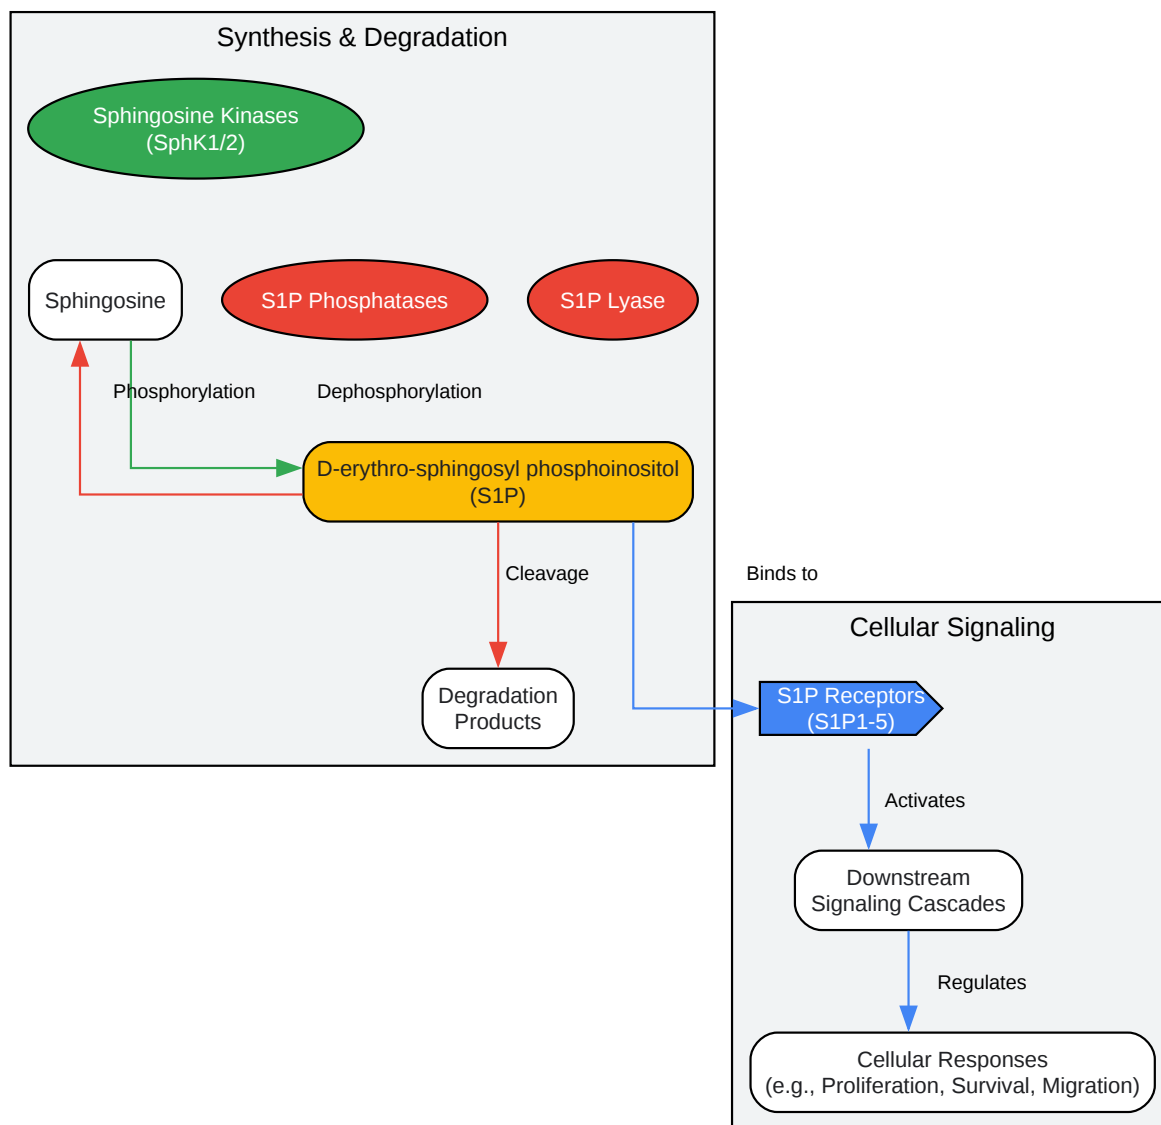 Synthesis & Degradation
Sphingosine Kinases
(SphK1/2)
Sphingosine
S1P Phosphatases
S1P Lyase
Phosphorylation
Dephosphorylation
D-erythro-sphingosyl phosphoinositol
(S1P)
Cleavage
Degradation
Products
Binds to
Cellular Signaling
S1P Receptors
(S1P1-5)
Activates
Downstream
Signaling Cascades
Regulates
Cellular Responses
(e.g., Proliferation, Survival, Migration)